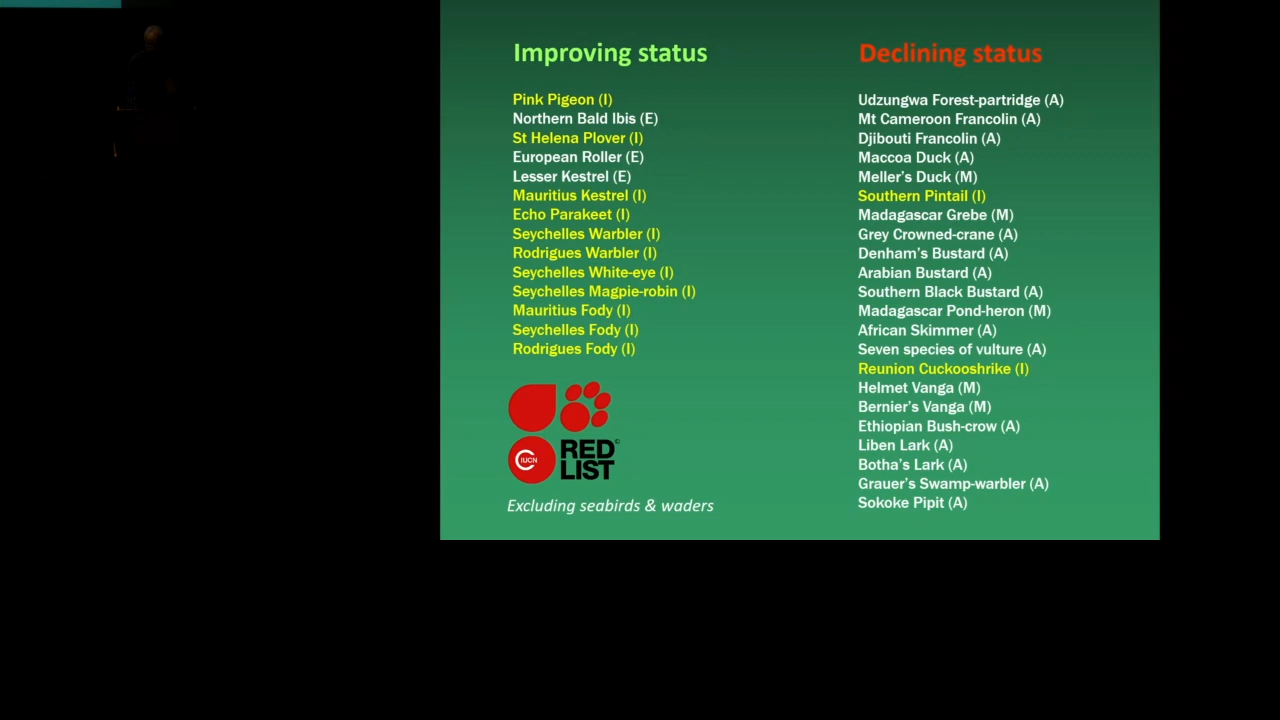 Improving status
Pink Pigeon (I)
Northern Bald Ibis (E)
St Helena Plover (I)
European Roller (E)
Lesser Kestrel (E)
Mauritius Kestrel (I)
Echo Parakeet (I)
Seychelles Warbler (I)
Rodrigues Warbler (I)
Seychelles White-eye (I)
Seychelles Magpie-robin (I)
Mauritius Fody (I)
Seychelles Fody (I)
Rodrigues Fody (I)
IUCN
RED
LIST
©
Excluding seabirds & waders
Declining status
Udzungwa Forest-partridge (A)
Mt Cameroon Francolin (A)
Djibouti Francolin (A)
Maccoa Duck (A)
Meller's Duck (M)
Southern Pintail (I)
Madagascar Grebe (M)
Grey Crowned-crane (A)
Denham's Bustard (A)
Arabian Bustard (A)
Southern Black Bustard (A)
Madagascar Pond-heron (M)
African Skimmer (A)
Seven species of vulture (A)
Reunion Cuckooshrike (I)
Helmet Vanga (M)
Bernier's Vanga (M)
Ethiopian Bush-crow (A)
Liben Lark (A)
Botha's Lark (A)
Grauer's Swamp-warbler (A)
Sokoke Pipit (A)